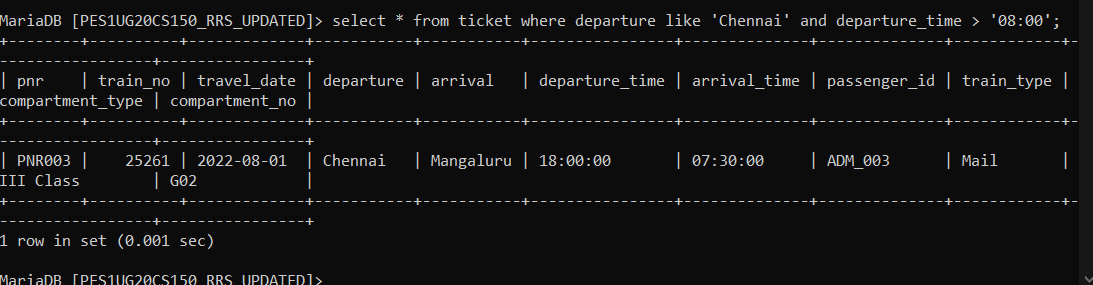 MariaDB [PES1UG20CS150_RRS_UPDATED]> select * from ticket where departure like 'Chennai' and departure_time > '08:00';
+--------+----------+-------------+-----------+-----------+----------------+--------------+--------------+------------+-
-----------------+----------------+
| pnr    | train_no | travel_date | departure | arrival   | departure_time | arrival_time | passenger_id | train_type |
compartment_type | compartment_no |
+--------+----------+-------------+-----------+-----------+----------------+--------------+--------------+------------+-
-----------------+----------------+
| PNR003 |    25261 | 2022-08-01  | Chennai   | Mangaluru | 18:00:00       | 07:30:00     | ADM_003      | Mail       |
III Class        | G02            |
+--------+----------+-------------+-----------+-----------+----------------+--------------+--------------+------------+-
-----------------+----------------+
1 row in set (0.001 sec)
MariaDB [PES1UG20CS150_RRS_UPDATED]>